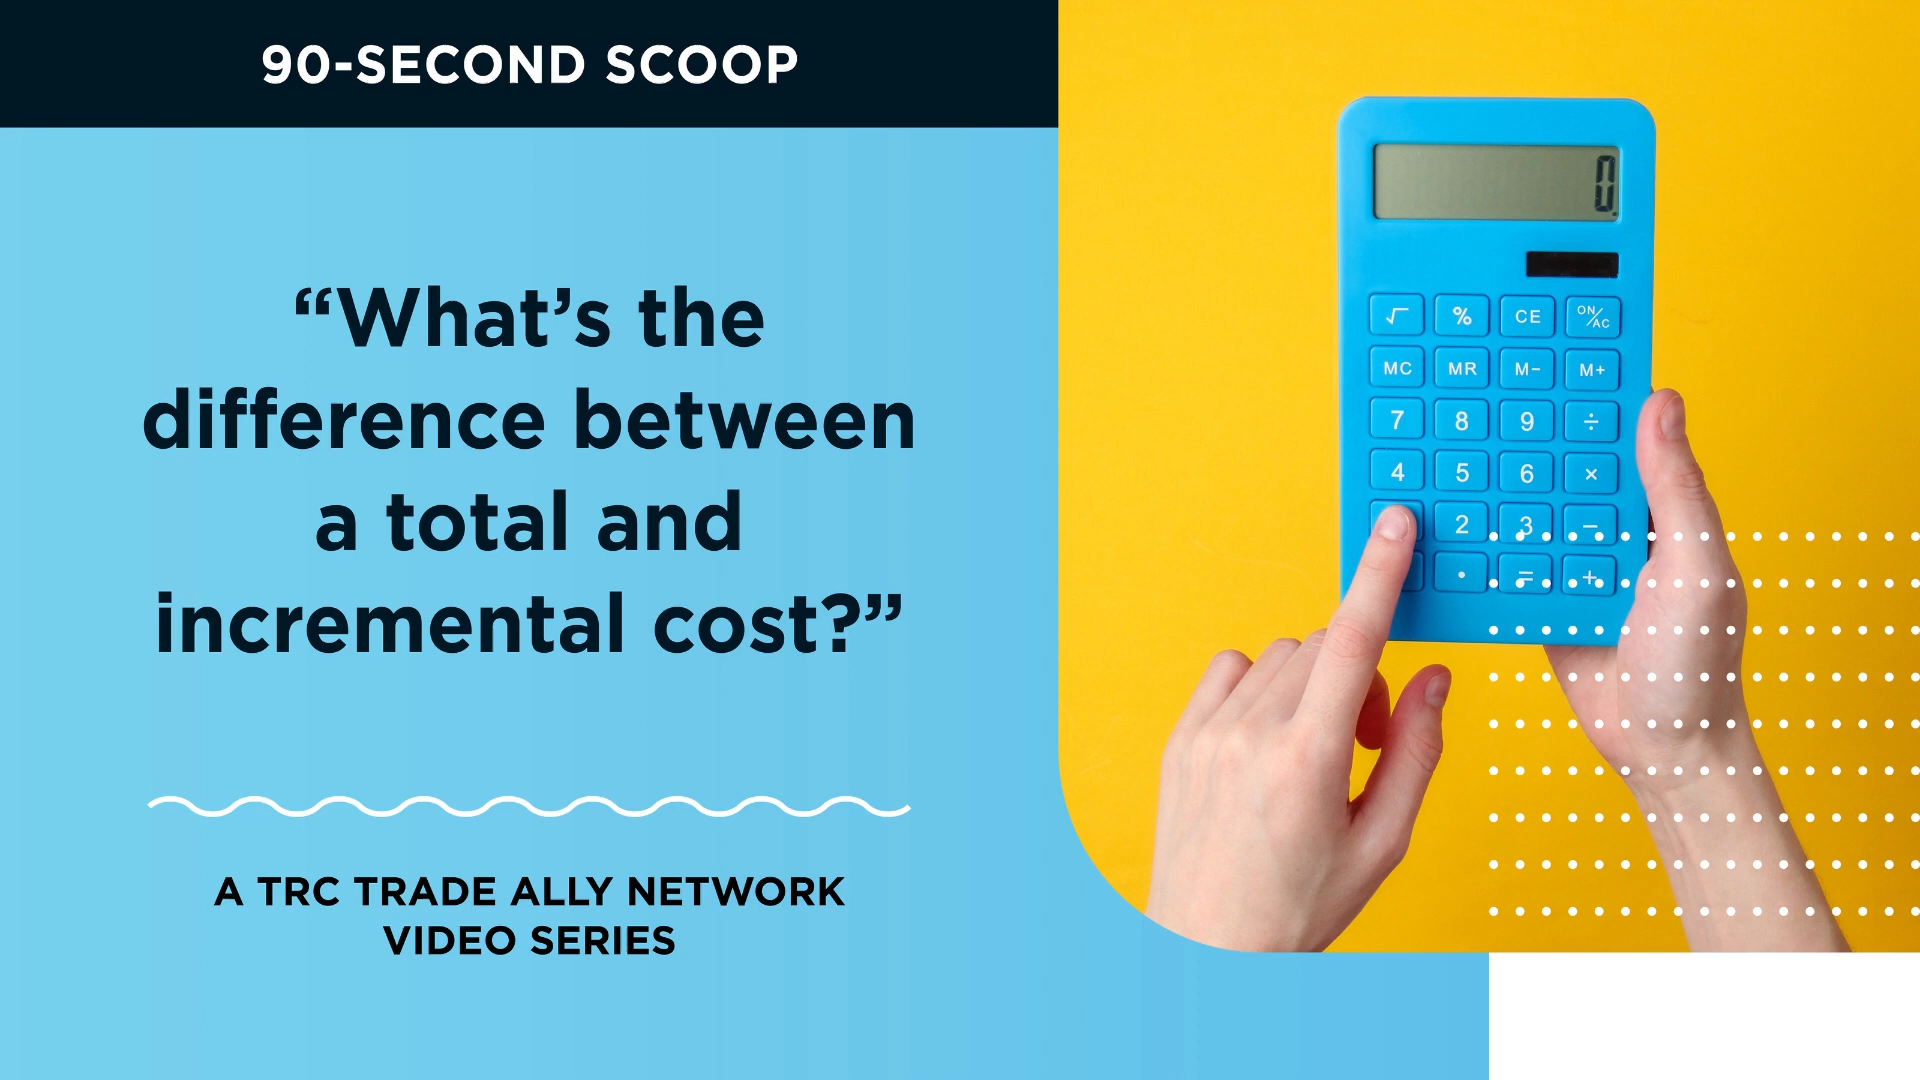 90-SECOND SCOOP
“What’s the
difference between
a total and
incremental cost?”
A TRC TRADE ALLY NETWORK
VIDEO SERIES
0.
√ % CE ON/AC
MC MR M− M+
7 8 9 ÷
4 5 6 ×
2 3 −
. = +